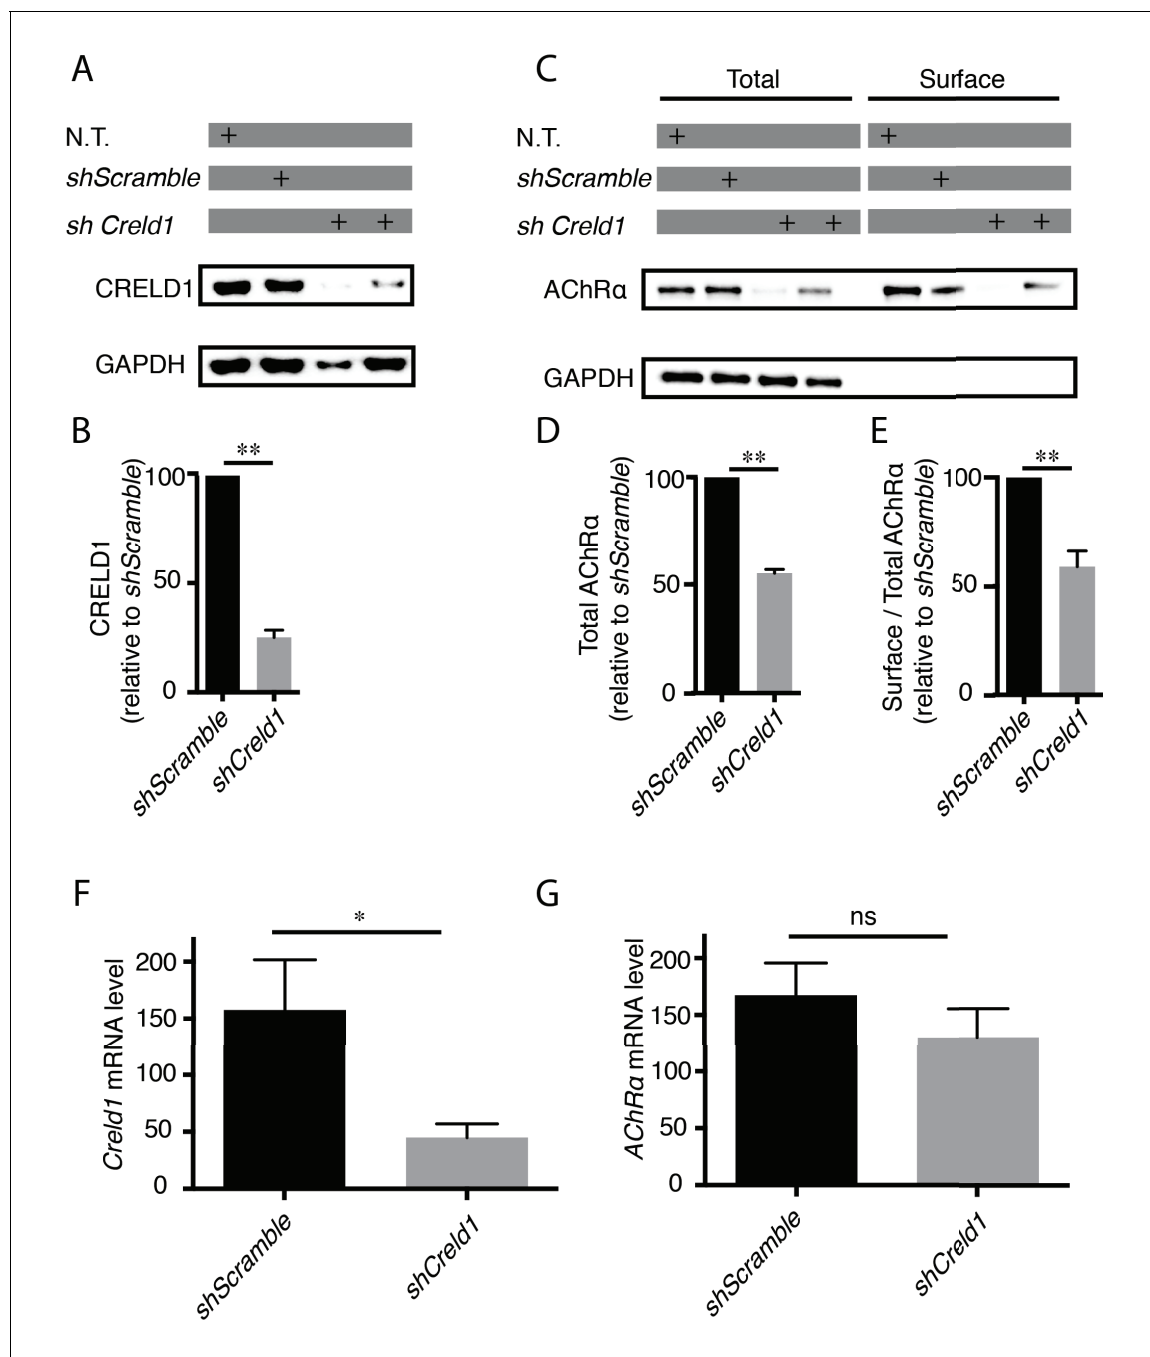 A
N.T.
+
shScramble
+
sh Creld1
+ +
CRELD1
GAPDH
C
Total Surface
N.T.
+ +
shScramble
+ +
sh Creld1
+ + + +
AChRα
GAPDH
B
**
CRELD1
(relative to shScramble)
100
50
0
shScramble
shCreld1
D
**
Total AChRα
(relative to shScramble)
100
50
0
shScramble
shCreld1
E
**
Surface / Total AChRα
(relative to shScramble)
100
50
0
shScramble
shCreld1
F
*
Creld1 mRNA level
200
150
100
50
0
shScramble
shCreld1
G
ns
AChRα mRNA level
200
150
100
50
0
shScramble
shCreld1